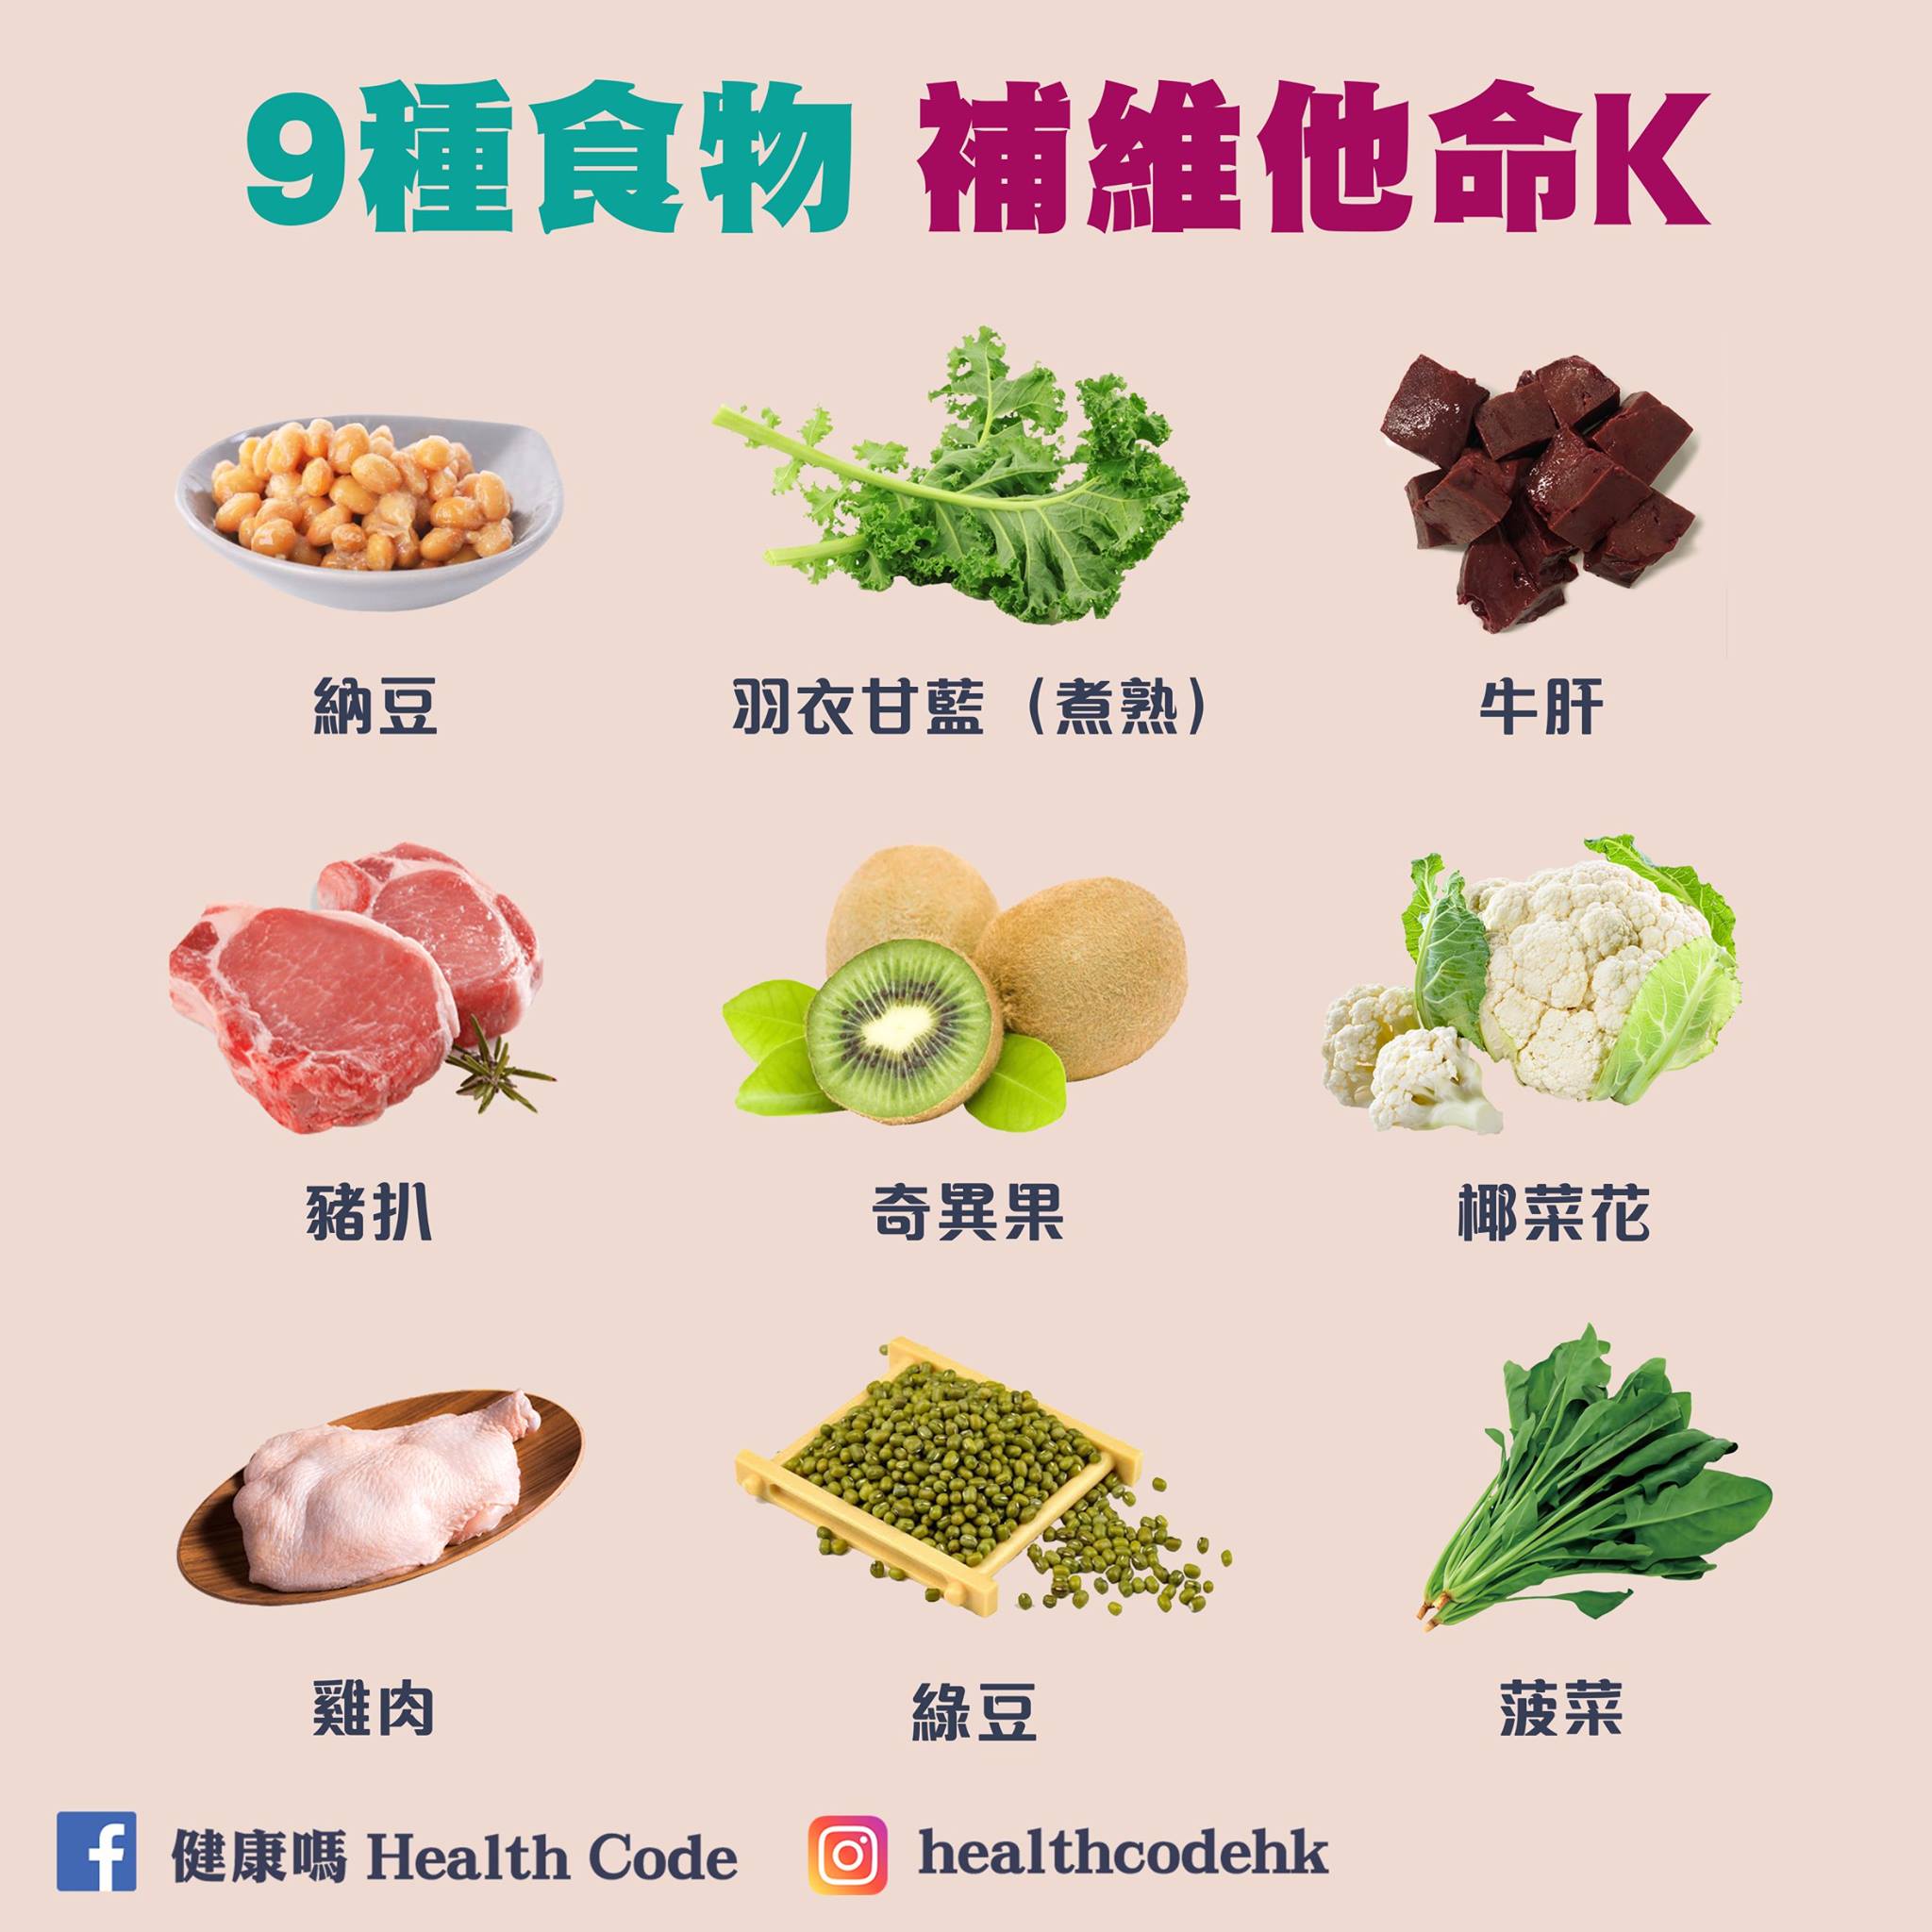 9種食物 補維他命K
納豆
羽衣甘藍（煮熟）
牛肝
豬扒
奇異果
椰菜花
雞肉
綠豆
菠菜
健康嗎 Health Code
healthcodehk